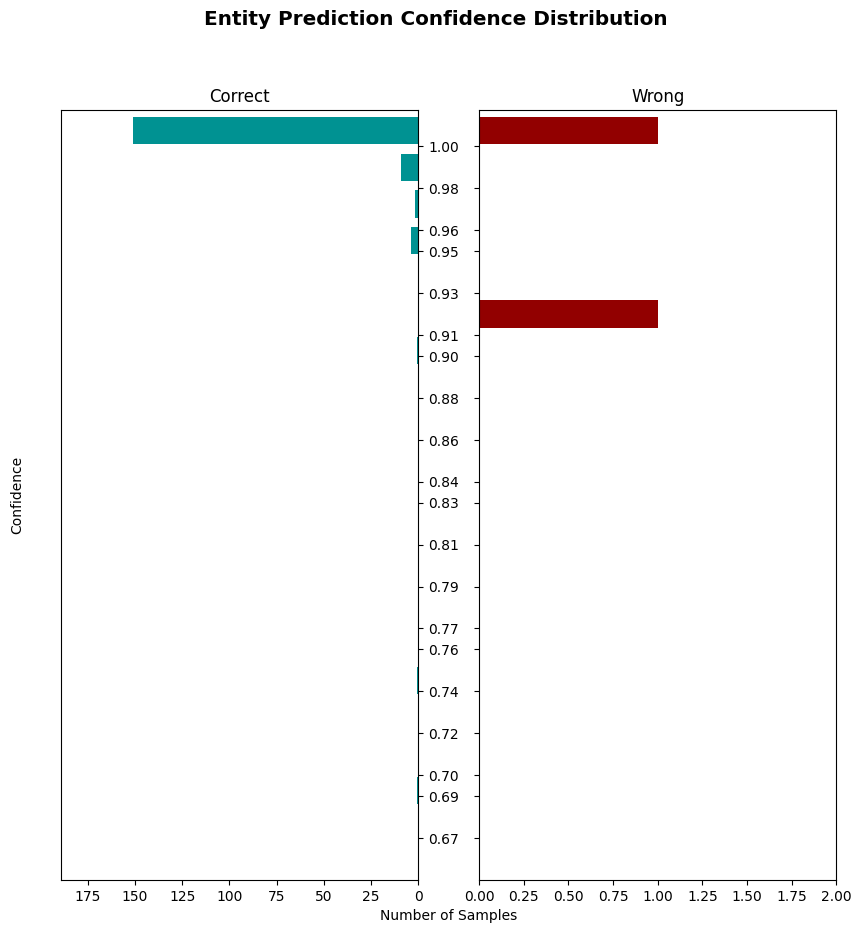 Entity Prediction Confidence Distribution
Correct
Wrong
1.00
0.98
0.96
0.95
0.93
0.91
0.90
0.88
0.86
0.84
0.83
0.81
0.79
0.77
0.76
0.74
0.72
0.70
0.69
0.67
Confidence
175 150 125 100 75 50 25 0
0.00 0.25 0.50 0.75 1.00 1.25 1.50 1.75 2.00
Number of Samples